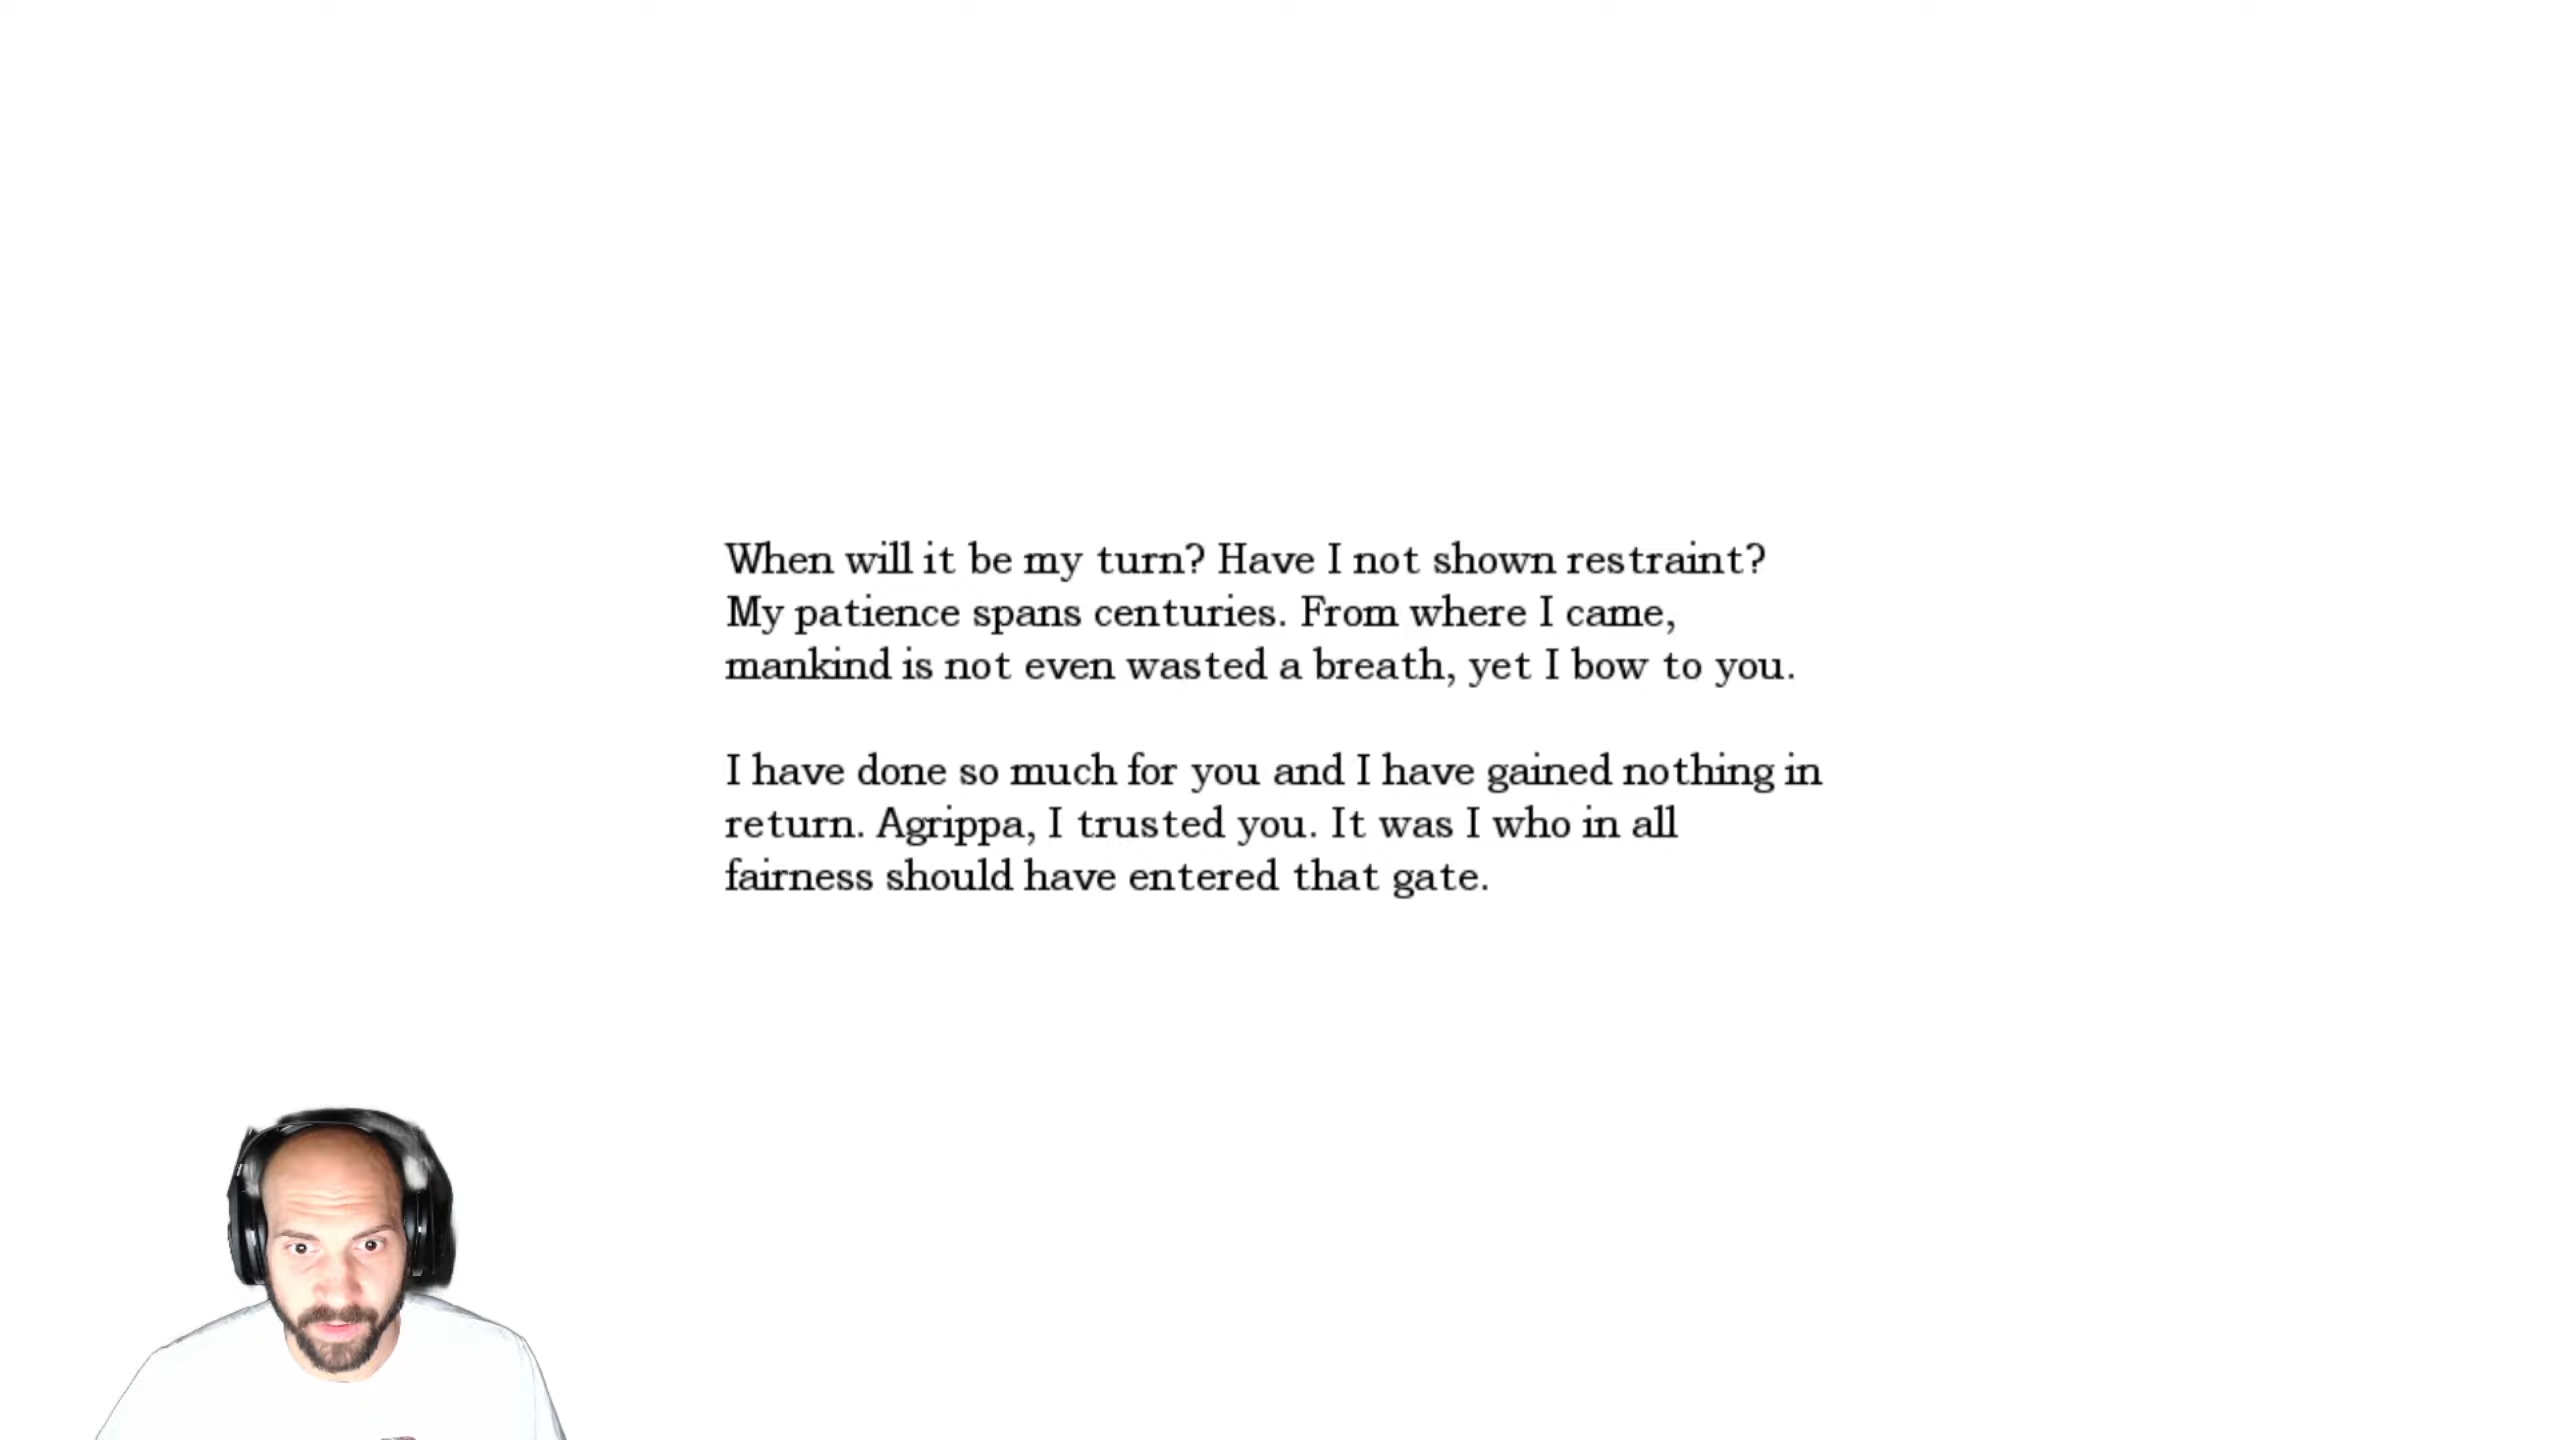 When will it be my turn? Have I not shown restraint?
My patience spans centuries. From where I came,
mankind is not even wasted a breath, yet I bow to you.
I have done so much for you and I have gained nothing in
return. Agrippa, I trusted you. It was I who in all
fairness should have entered that gate.